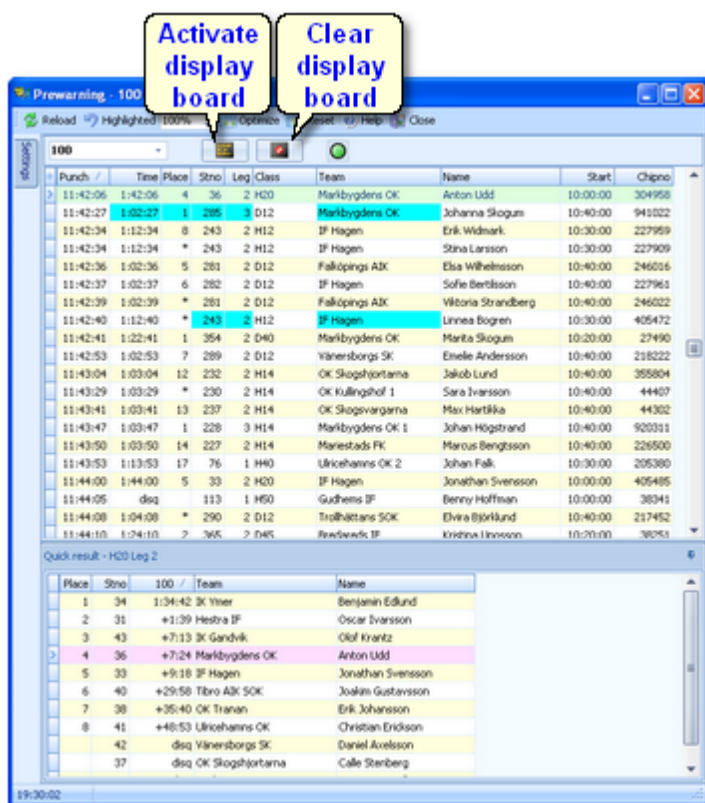 Activate display board
Clear display board
Prewarning - 100
Reload Highlighted 100% Optimize Help Close
Settings
100
Punch Time Place Stno Leg Class Team Name Start Chipno
11:42:06 1:42:06 4 36 2 H20 Markbygdens OK Anton Udd 10:00:00 304958
11:42:27 1:02:27 1 285 3 D12 Markbygdens OK Johanna Skogum 10:40:00 941022
11:42:34 1:12:34 8 243 2 H12 IF Hagen Erik Widmark 10:30:00 227959
11:42:34 1:12:34 * 243 2 H12 IF Hagen Stina Larsson 10:30:00 227909
11:42:36 1:02:36 5 281 2 D12 Falköpings AIK Elsa Wilhelmsson 10:40:00 246016
11:42:37 1:02:37 6 282 2 D12 IF Hagen Sofie Bertilsson 10:40:00 227961
11:42:39 1:02:39 * 281 2 D12 Falköpings AIK Viktoria Strandberg 10:40:00 246022
11:42:40 1:12:40 * 243 2 H12 IF Hagen Linnea Bogren 10:30:00 405472
11:42:41 1:22:41 1 354 2 D40 Markbygdens OK Marita Skogum 10:20:00 27490
11:42:53 1:02:53 7 289 2 D12 Vänersborgs SK Emelie Andersson 10:40:00 218222
11:43:04 1:03:04 12 232 2 H14 OK Skogshjortarna Jakob Lund 10:40:00 355804
11:43:29 1:03:29 * 230 2 H14 OK Kullingshof 1 Sara Ivarsson 10:40:00 44407
11:43:41 1:03:41 13 237 2 H14 OK Skogsvargarna Max Hartikka 10:40:00 44302
11:43:47 1:03:47 1 228 3 H14 Markbygdens OK 1 Johan Högstrand 10:40:00 920311
11:43:50 1:03:50 14 227 2 H14 Mariestads FK Marcus Bengtsson 10:40:00 226500
11:43:53 1:13:53 17 76 1 H40 Ulricehamns OK 2 Johan Falk 10:30:00 205380
11:44:00 1:44:00 5 33 2 H20 IF Hagen Jonathan Svensson 10:00:00 405485
11:44:05 disq 113 1 H50 Gudhems IF Benny Hoffman 10:00:00 38341
11:44:08 1:04:08 * 290 2 D12 Trollhättans SOK Elvira Björklund 10:40:00 217452
11:44:10 1:24:10 2 365 2 D45 Bredareds IF Kristina Unosson 10:20:00 38251
Quick result - H20 Leg 2
Place Stno 100 Team Name
1 34 1:34:42 IK Ymer Benjamin Edlund
2 31 +1:39 Hestra IF Oscar Ivarsson
3 43 +7:13 IK Gandvik Olof Krantz
4 36 +7:24 Markbygdens OK Anton Udd
5 33 +9:18 IF Hagen Jonathan Svensson
6 40 +29:58 Tibro AIK SOK Joakim Gustavsson
7 38 +35:40 OK Tranan Erik Johansson
8 41 +48:53 Ulricehamns OK Christian Erickson
42 disq Vänersborgs SK Daniel Axelsson
37 disq OK Skogshjortarna Calle Stenberg
19:30:02